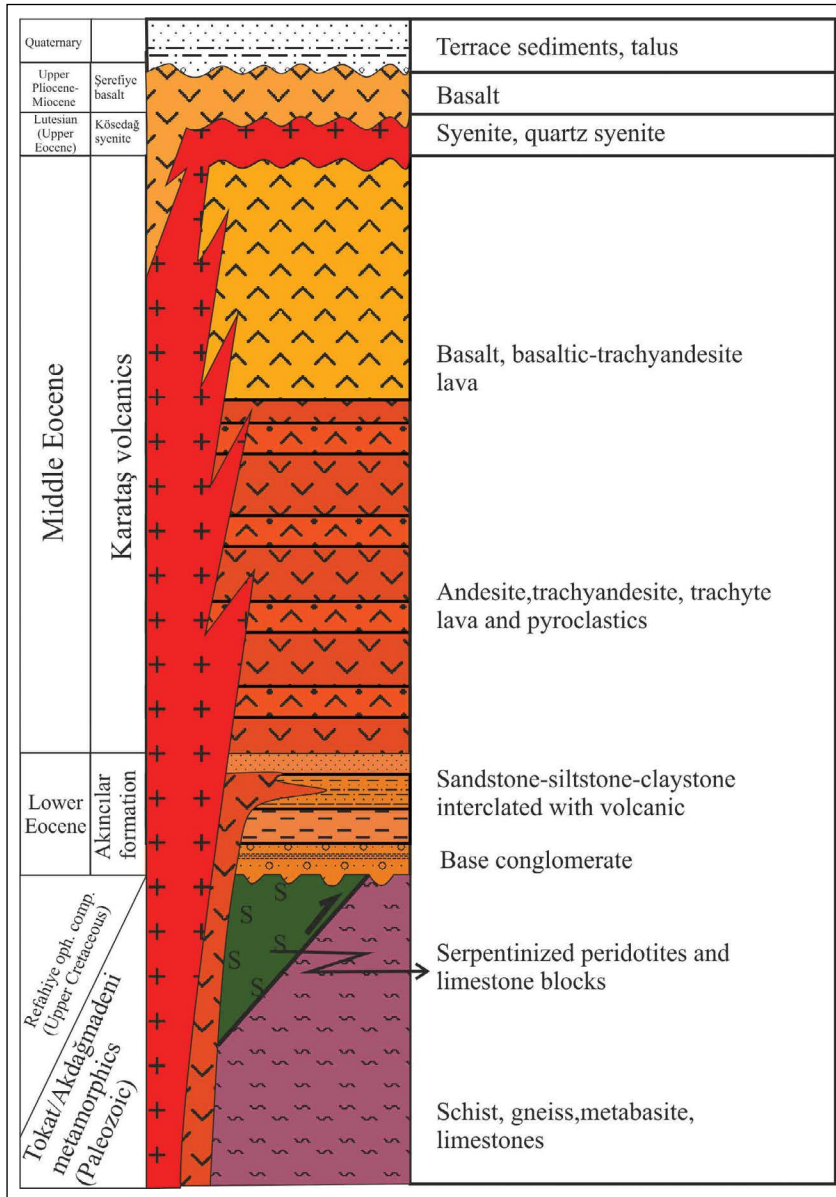 Quaternary
Terrace sediments, talus
Upper
Pliocene-
Miocene
Şerefiye
basalt
Basalt
Lutesian
(Upper
Eocene)
Kösedağ
syenite
Syenite, quartz syenite
Middle Eocene
Karataş volcanics
Basalt, basaltic-trachyandesite
lava
Andesite,trachyandesite, trachyte
lava and pyroclastics
Lower
Eocene
Akıncılar
formation
Sandstone-siltstone-claystone
interclated with volcanic
Base conglomerate
Refahiye oph. comp.
(Upper Cretaceous)
S
S
S
S
S
Serpentinized peridotites and
limestone blocks
Tokat/Akdağmadeni
metamorphics
(Paleozoic)
Schist, gneiss,metabasite,
limestones